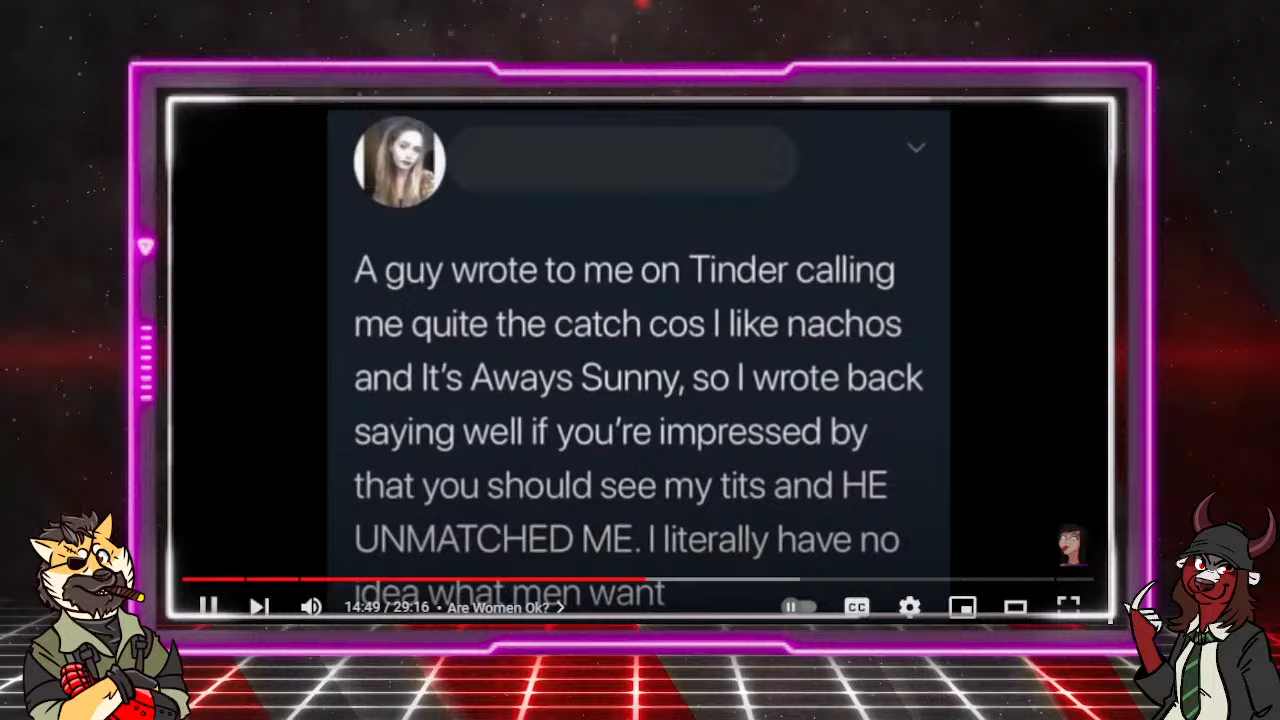 A guy wrote to me on Tinder calling
me quite the catch cos I like nachos
and It's Aways Sunny, so I wrote back
saying well if you're impressed by
that you should see my tits and HE
UNMATCHED ME. I literally have no
idea what men want
14:49 / 29:16 • Are Women Ok? >
CC